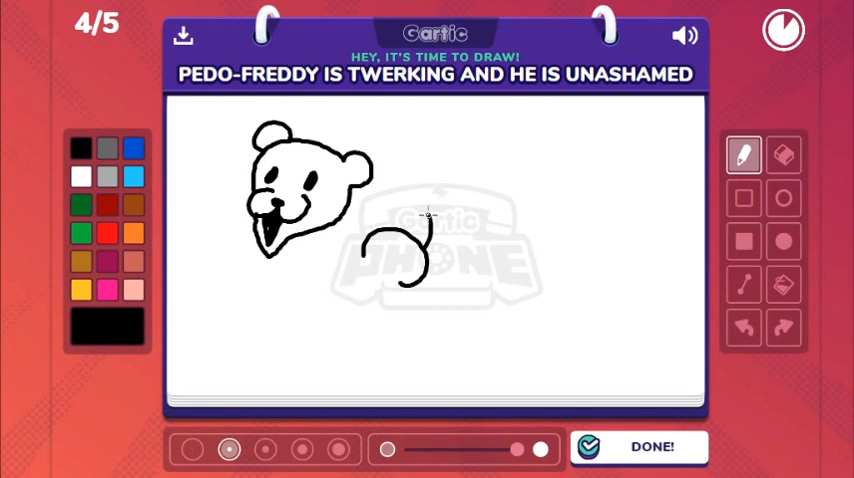 4/5
Gartic
HEY, IT'S TIME TO DRAW!
PEDO-FREDDY IS TWERKING AND HE IS UNASHAMED
Gartic
PHONE
DONE!